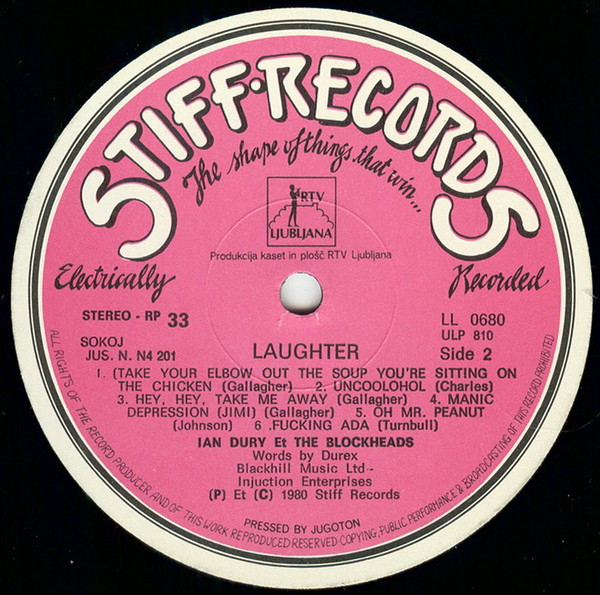 STIFF·RECORDS
The shape of things that win...
RTV
LJUBLJANA
Produkcija kaset in plošč RTV Ljubljana
Electrically
Recorded
STEREO - RP 33
LL 0680
ULP 810
SOKOJ
JUS. N. N4 201
LAUGHTER
Side 2
1. (TAKE YOUR ELBOW OUT THE SOUP YOU'RE SITTING ON
THE CHICKEN (Gallagher) 2. UNCOOLOHOL (Charles)
3. HEY, HEY, TAKE ME AWAY (Gallagher) 4. MANIC
DEPRESSION (JIMI) (Gallagher) 5. OH MR. PEANUT
(Johnson) 6 .FUCKING ADA (Turnbull)
IAN DURY Et THE BLOCKHEADS
Words by Durex
Blackhill Music Ltd -
Injuction Enterprises
(P) Et (C) 1980 Stiff Records
PRESSED BY JUGOTON
ALL RIGHTS OF THE RECORD PRODUCER AND OF THIS WORK REPRODUCED RESERVED·COPYING, PUBLIC PERFORMANCE & BROADCASTING OF THIS RECORD PROHIBITED